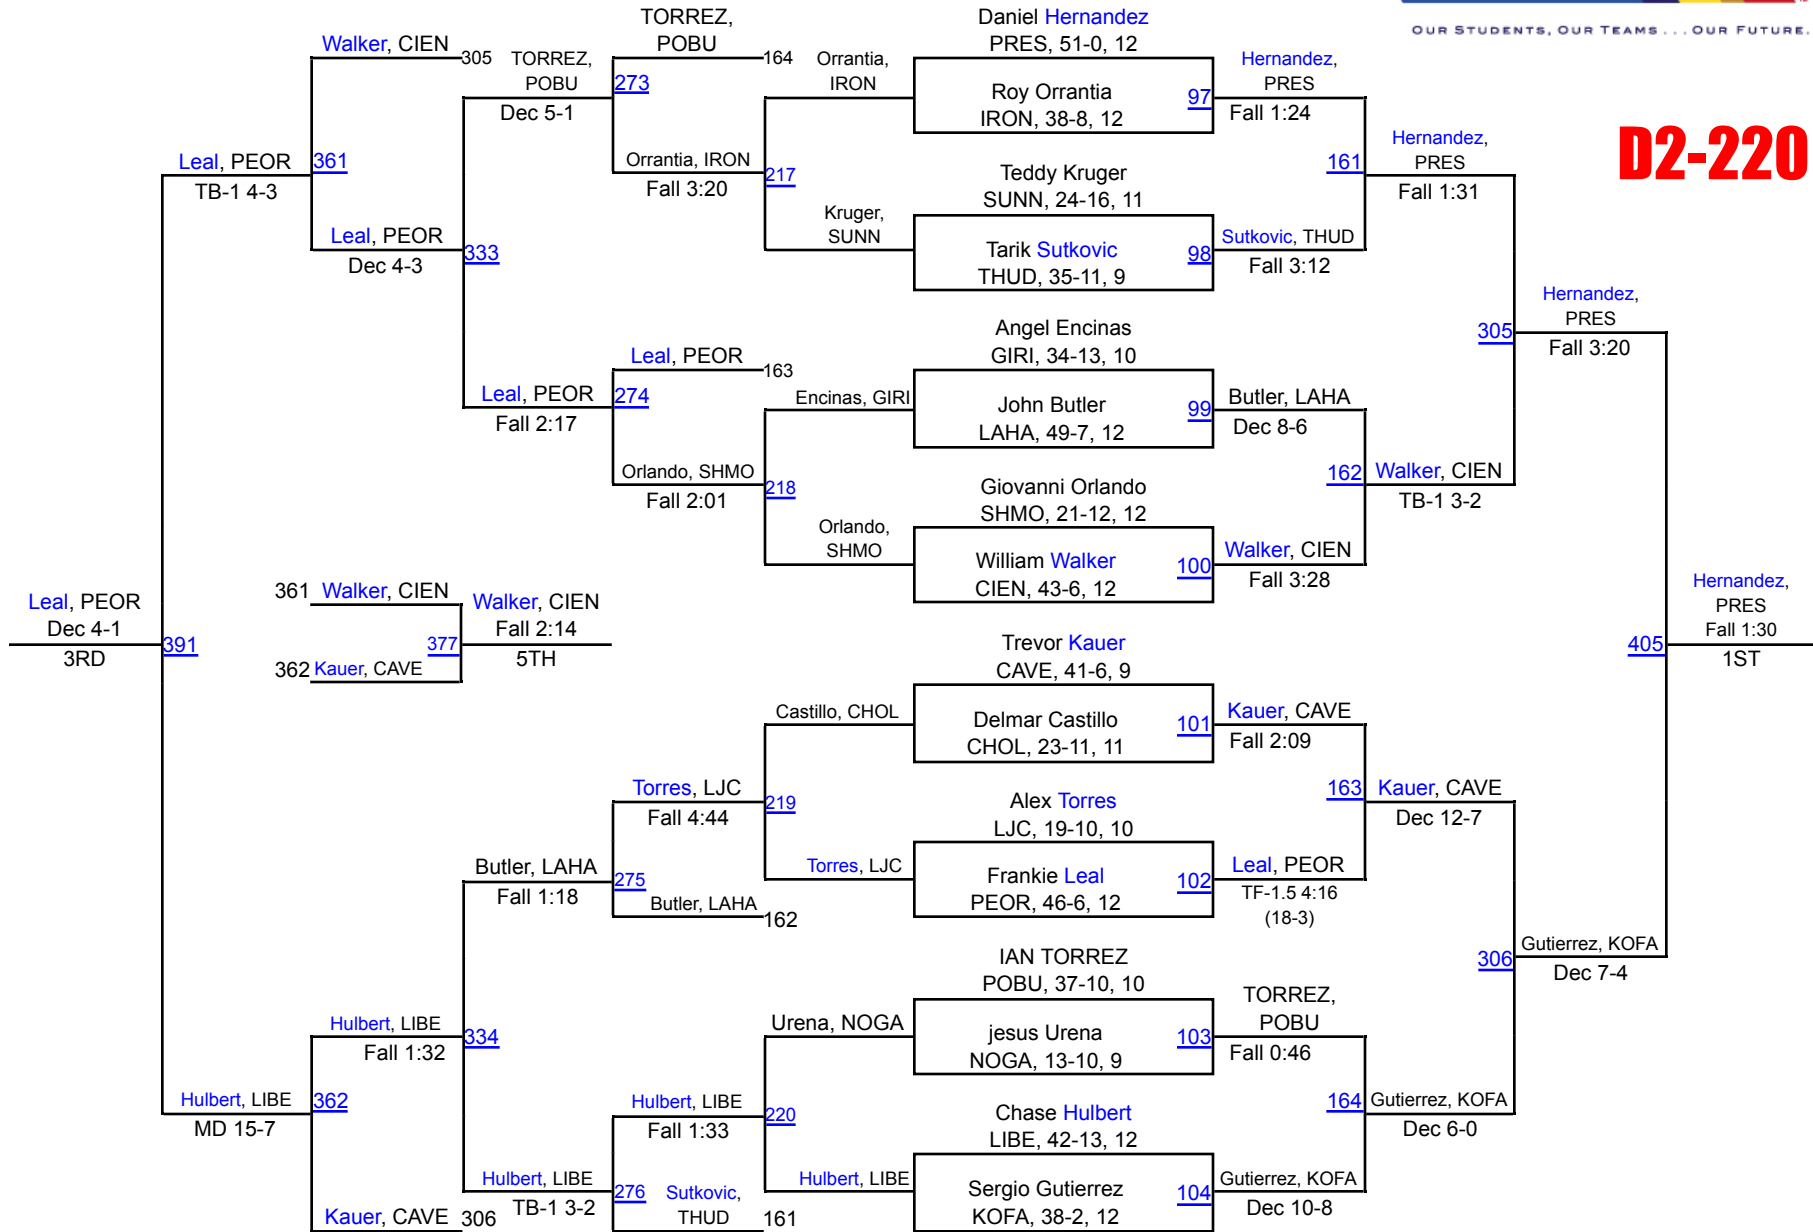 OUR STUDENTS, OUR TEAMS . . . OUR FUTURE.
D2-220
Walker, CIEN
305
TORREZ,
POBU
Dec 5-1
TORREZ,
POBU
164
273
Orrantia, IRON
Fall 3:20
217
Orrantia,
IRON
Kruger,
SUNN
Daniel Hernandez
PRES, 51-0, 12
Roy Orrantia
IRON, 38-8, 12
97
Hernandez,
PRES
Fall 1:24
Teddy Kruger
SUNN, 24-16, 11
Tarik Sutkovic
THUD, 35-11, 9
98
Sutkovic, THUD
Fall 3:12
161
Hernandez,
PRES
Fall 1:31
Leal, PEOR
TB-1 4-3
361
Leal, PEOR
Dec 4-3
333
Leal, PEOR
Fall 2:17
Leal, PEOR
163
274
Orlando, SHMO
Fall 2:01
218
Encinas, GIRI
Orlando,
SHMO
Angel Encinas
GIRI, 34-13, 10
John Butler
LAHA, 49-7, 12
99
Butler, LAHA
Dec 8-6
Giovanni Orlando
SHMO, 21-12, 12
William Walker
CIEN, 43-6, 12
100
Walker, CIEN
Fall 3:28
162
Walker, CIEN
TB-1 3-2
305
Hernandez,
PRES
Fall 3:20
Leal, PEOR
Dec 4-1
3RD
391
361
Walker, CIEN
362
Kauer, CAVE
377
Walker, CIEN
Fall 2:14
5TH
405
Hernandez,
PRES
Fall 1:30
1ST
Trevor Kauer
CAVE, 41-6, 9
Castillo, CHOL
Delmar Castillo
CHOL, 23-11, 11
101
Kauer, CAVE
Fall 2:09
Torres, LJC
Fall 4:44
219
Torres, LJC
Alex Torres
LJC, 19-10, 10
Frankie Leal
PEOR, 46-6, 12
102
Leal, PEOR
TF-1.5 4:16
(18-3)
163
Kauer, CAVE
Dec 12-7
Butler, LAHA
Fall 1:18
275
Butler, LAHA
162
306
Gutierrez, KOFA
Dec 7-4
Hulbert, LIBE
Fall 1:32
334
Urena, NOGA
IAN TORREZ
POBU, 37-10, 10
jesus Urena
NOGA, 13-10, 9
103
TORREZ,
POBU
Fall 0:46
Hulbert, LIBE
MD 15-7
362
Hulbert, LIBE
Fall 1:33
220
Hulbert, LIBE
Chase Hulbert
LIBE, 42-13, 12
Sergio Gutierrez
KOFA, 38-2, 12
104
Gutierrez, KOFA
Dec 10-8
164
Gutierrez, KOFA
Dec 6-0
Kauer, CAVE
306
Hulbert, LIBE
TB-1 3-2
276
Sutkovic,
THUD
161